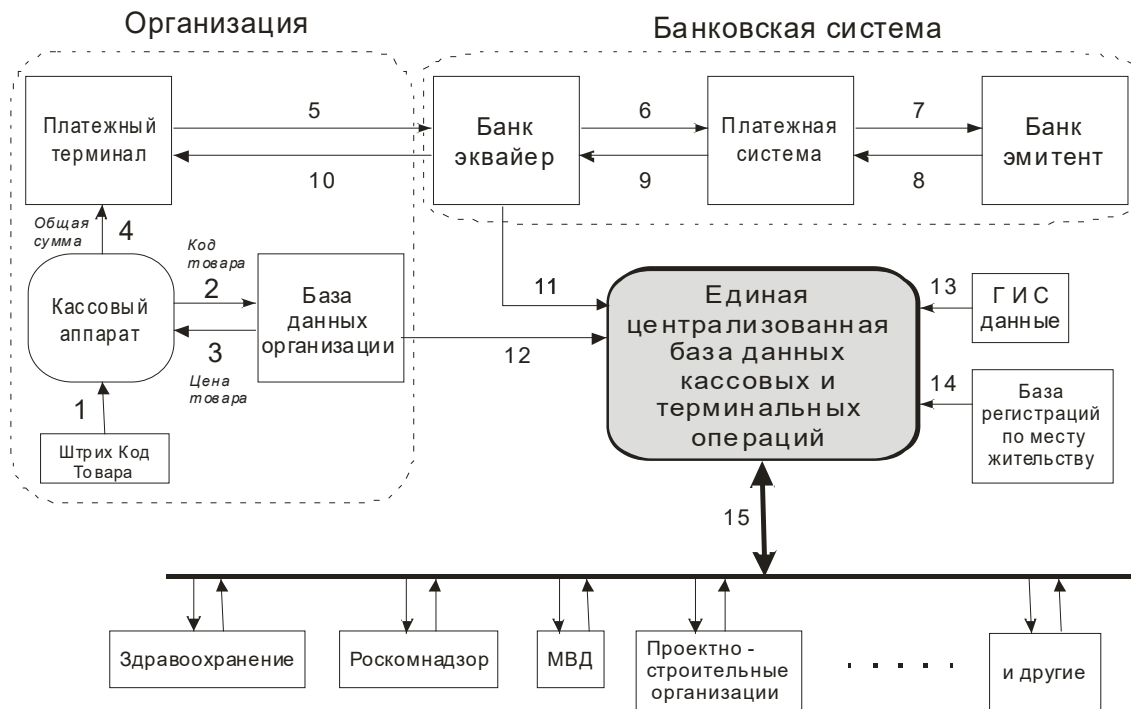 Организация
Банковская система
Платежный
терминал
5
10
Банк
эквайер
6
9
Платежная
система
7
8
Банк
эмитент
Общая
сумма
4
Код
товара
2
Кассовый
аппарат
3
Цена
товара
База
данных
организации
1
Штрих Код
Товара
11
12
Единая
централизованная
база данных
кассовых и
терминальных
операций
13
ГИС
данные
14
База
регистраций
по месту
жительству
15
Здравоохранение
Роскомнадзор
МВД
Проектно -
строительные
организации
. . . . .
и другие